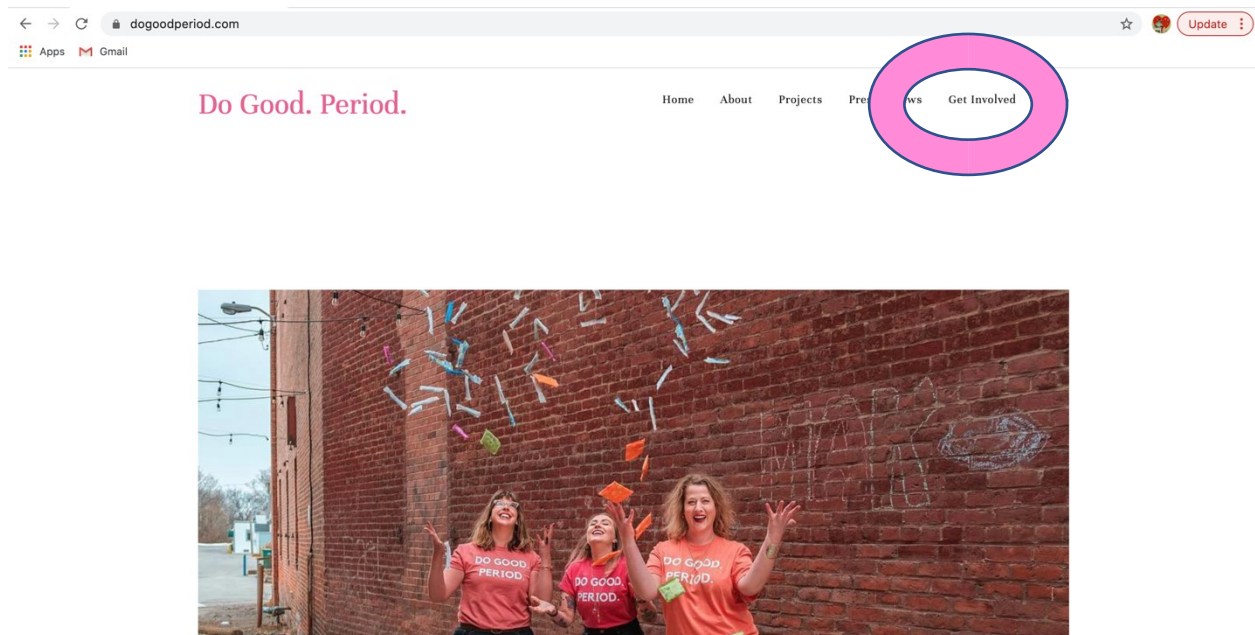 dogoodperiod.com
Update
Apps Gmail
Do Good. Period.
Home About Projects Get Involved
DO GOOD.
PERIOD.
DO GOOD.
PERIOD.
DO GOOD.
PERIOD.